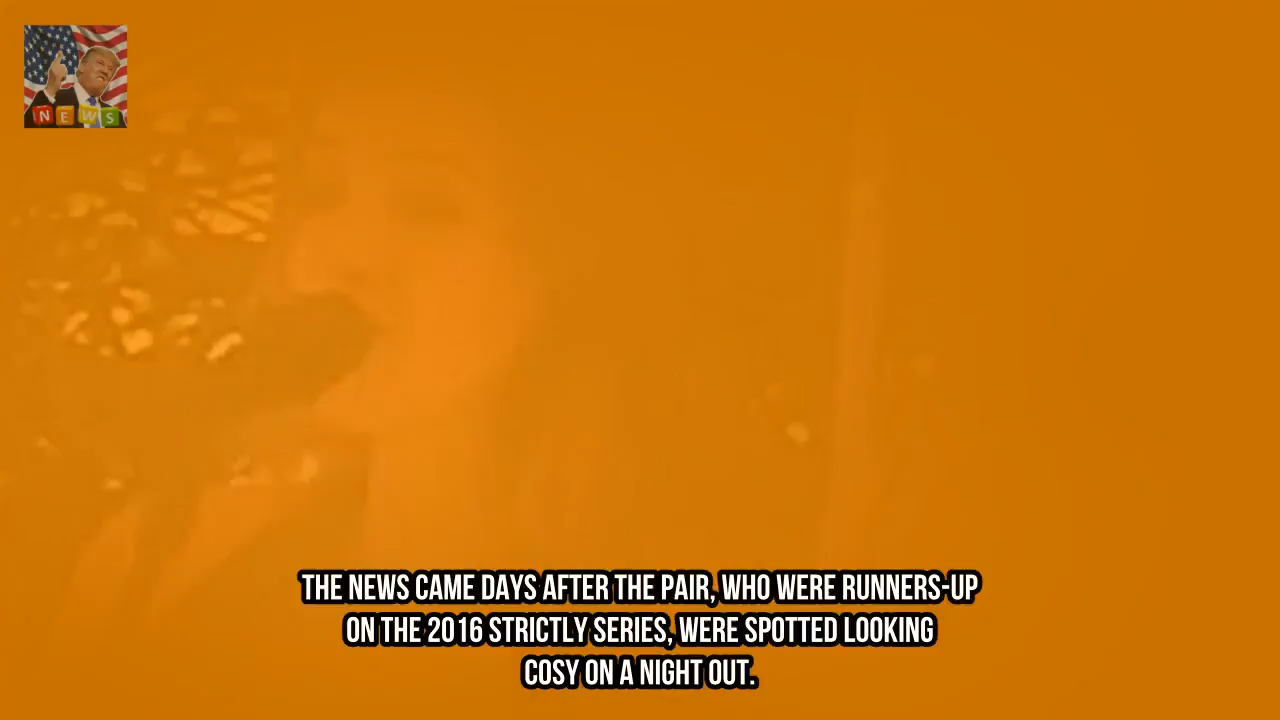 NEWS
THE NEWS CAME DAYS AFTER THE PAIR, WHO WERE RUNNERS-UP
ON THE 2016 STRICTLY SERIES, WERE SPOTTED LOOKING
COSY ON A NIGHT OUT.